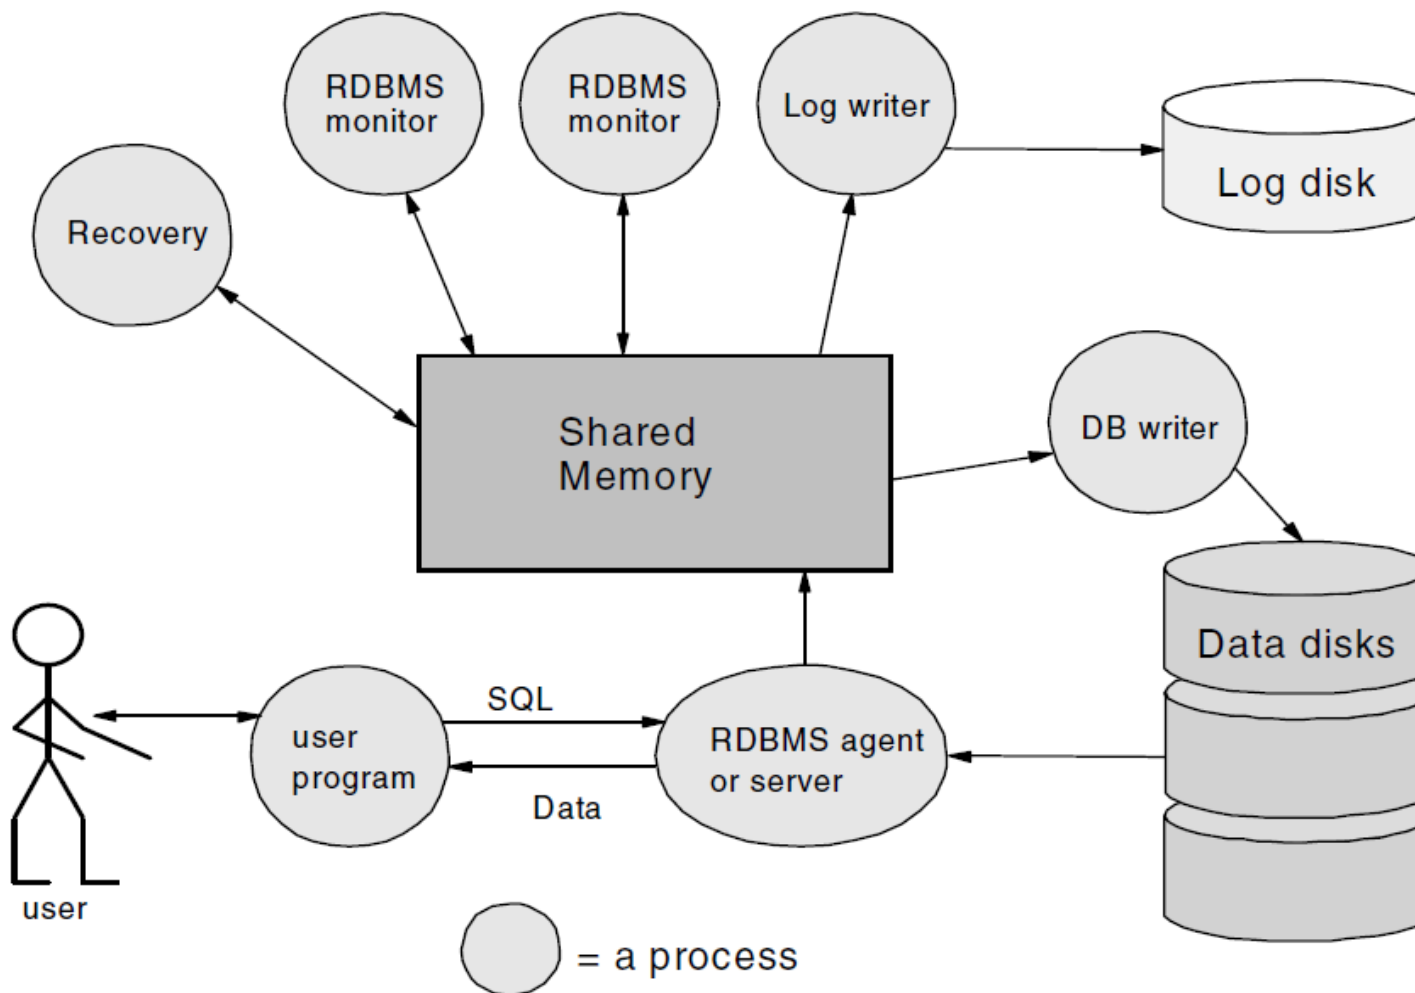 RDBMS
monitor
RDBMS
monitor
Log writer
Log disk
Recovery
Shared
Memory
DB writer
Data disks
SQL
user
program
RDBMS agent
or server
Data
user
= a process